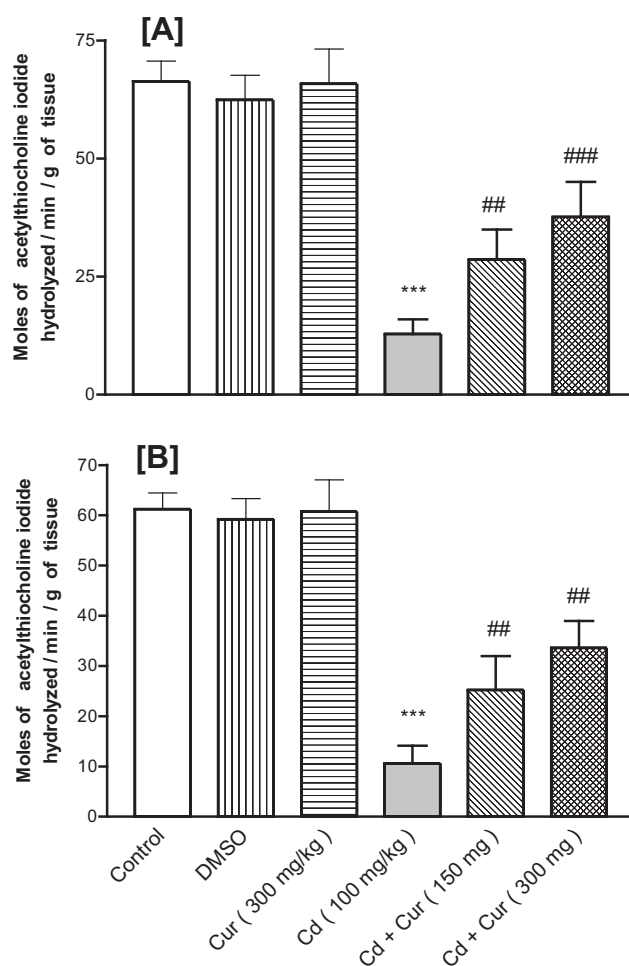 [A]
Moles of acetylthiocholine iodide
hydrolyzed / min / g of tissue
75
50
25
0
***
##
###
[B]
Moles of acetylthiocholine iodide
hydrolyzed / min / g of tissue
70
60
50
40
30
20
10
0
***
##
##
Control
DMSO
Cur ( 300 mg/kg )
Cd ( 100 mg/kg )
Cd + Cur ( 150 mg )
Cd + Cur ( 300 mg )